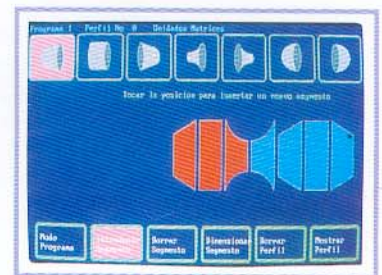 Programa 1 Perfil No 0 Unidades Metricas
Tocar la posicion para insertar un nuevo segmento
Modo Programa
Segmento
Borrar Segmento
Dimensionar Segmento
Borrar Perfil
Mostrar Perfil